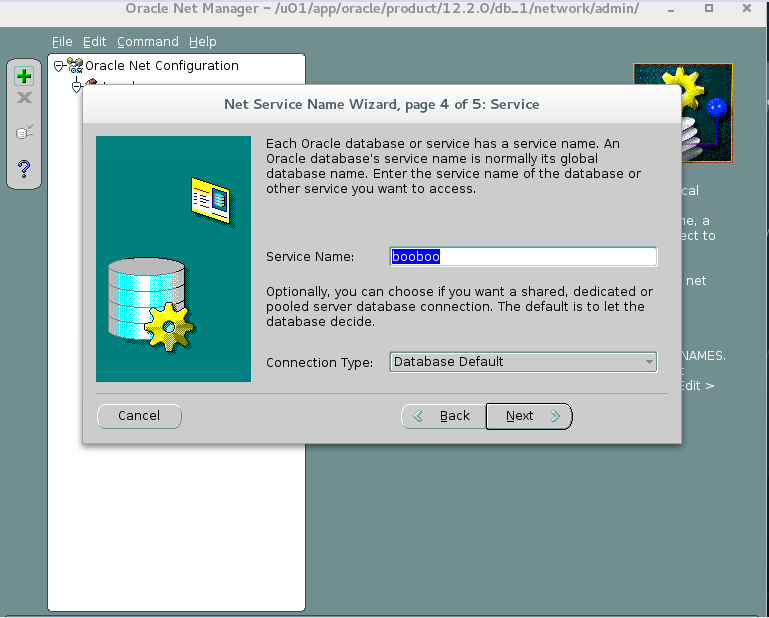 Oracle Net Manager – /u01/app/oracle/product/12.2.0/db_1/network/admin/
File Edit Command Help
Oracle Net Configuration
Net Service Name Wizard, page 4 of 5: Service
Each Oracle database or service has a service name. An
Oracle database's service name is normally its global
database name. Enter the service name of the database or
other service you want to access.
cal
ne, a
ect to
net
Service Name: booboo
Optionally, you can choose if you want a shared, dedicated or
pooled server database connection. The default is to let the
database decide.
NAMES.
Edit >
Connection Type: Database Default
Cancel Back Next